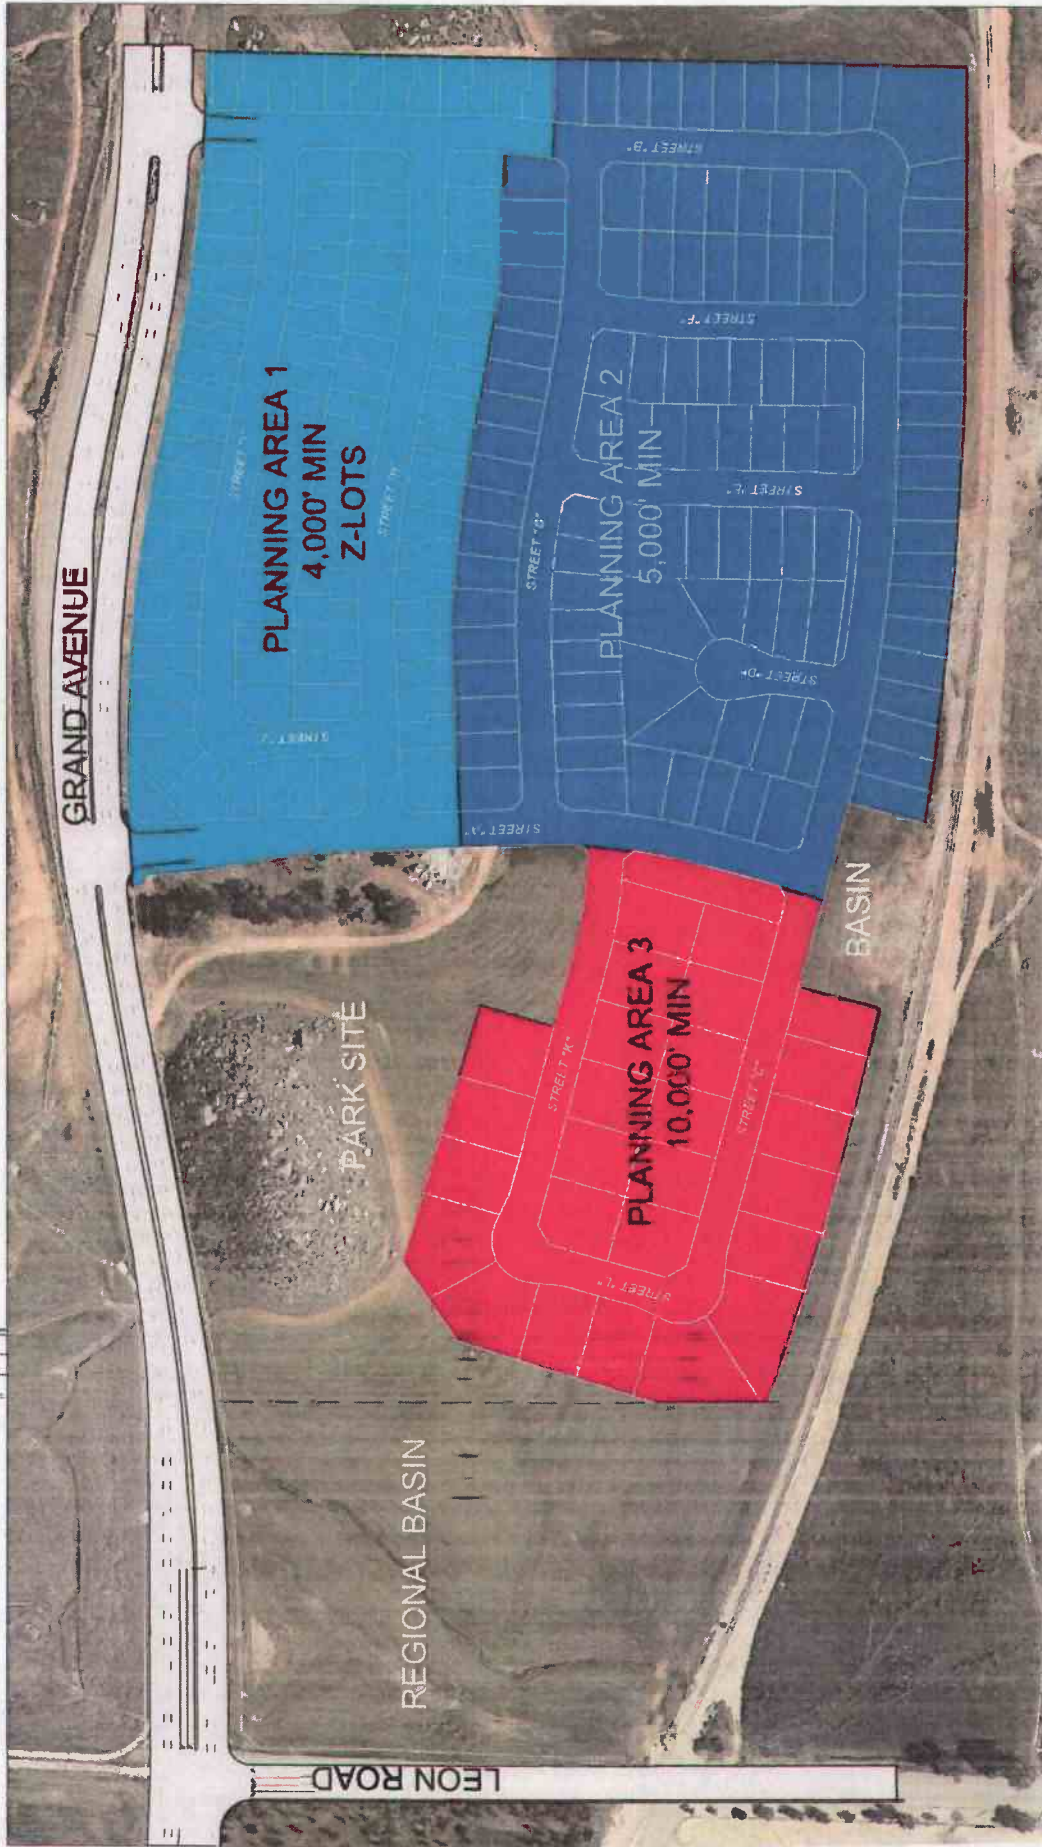 GRAND AVENUE
PLANNING AREA 1
4,000' MIN
Z-LOTS
STREET "B"
STREET "F"
PLANNING AREA 2
5,000' MIN
STREET "E"
STREET "G"
STREET "D"
STREET "A"
PLANNING AREA 3
10,000' MIN
STREET "K"
STREET "C"
STREET "L"
BASIN
PARK SITE
REGIONAL BASIN
LEON ROAD